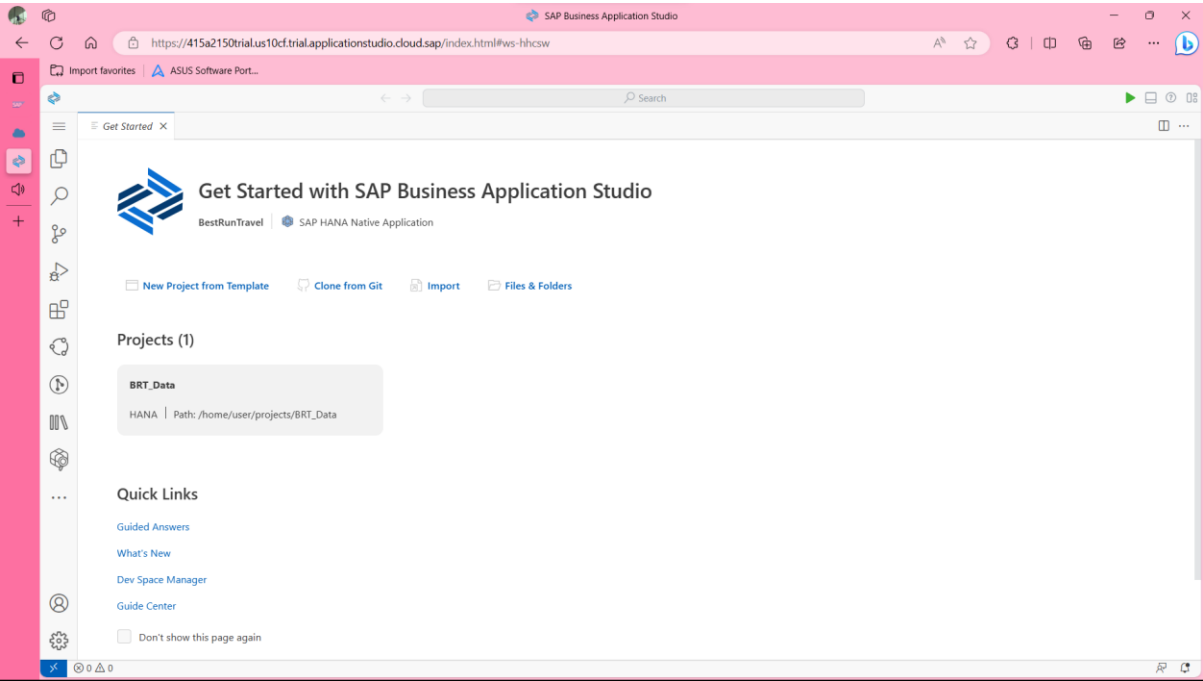 SAP Business Application Studio
https://415a2150trial.us10cf.trial.applicationstudio.cloud.sap/index.html#ws-hhcsw
Import favorites
ASUS Software Port...
Search
Get Started
Get Started with SAP Business Application Studio
BestRunTravel
SAP HANA Native Application
New Project from Template
Clone from Git
Import
Files & Folders
Projects (1)
BRT_Data
HANA | Path: /home/user/projects/BRT_Data
Quick Links
Guided Answers
What's New
Dev Space Manager
Guide Center
Don't show this page again
0 0